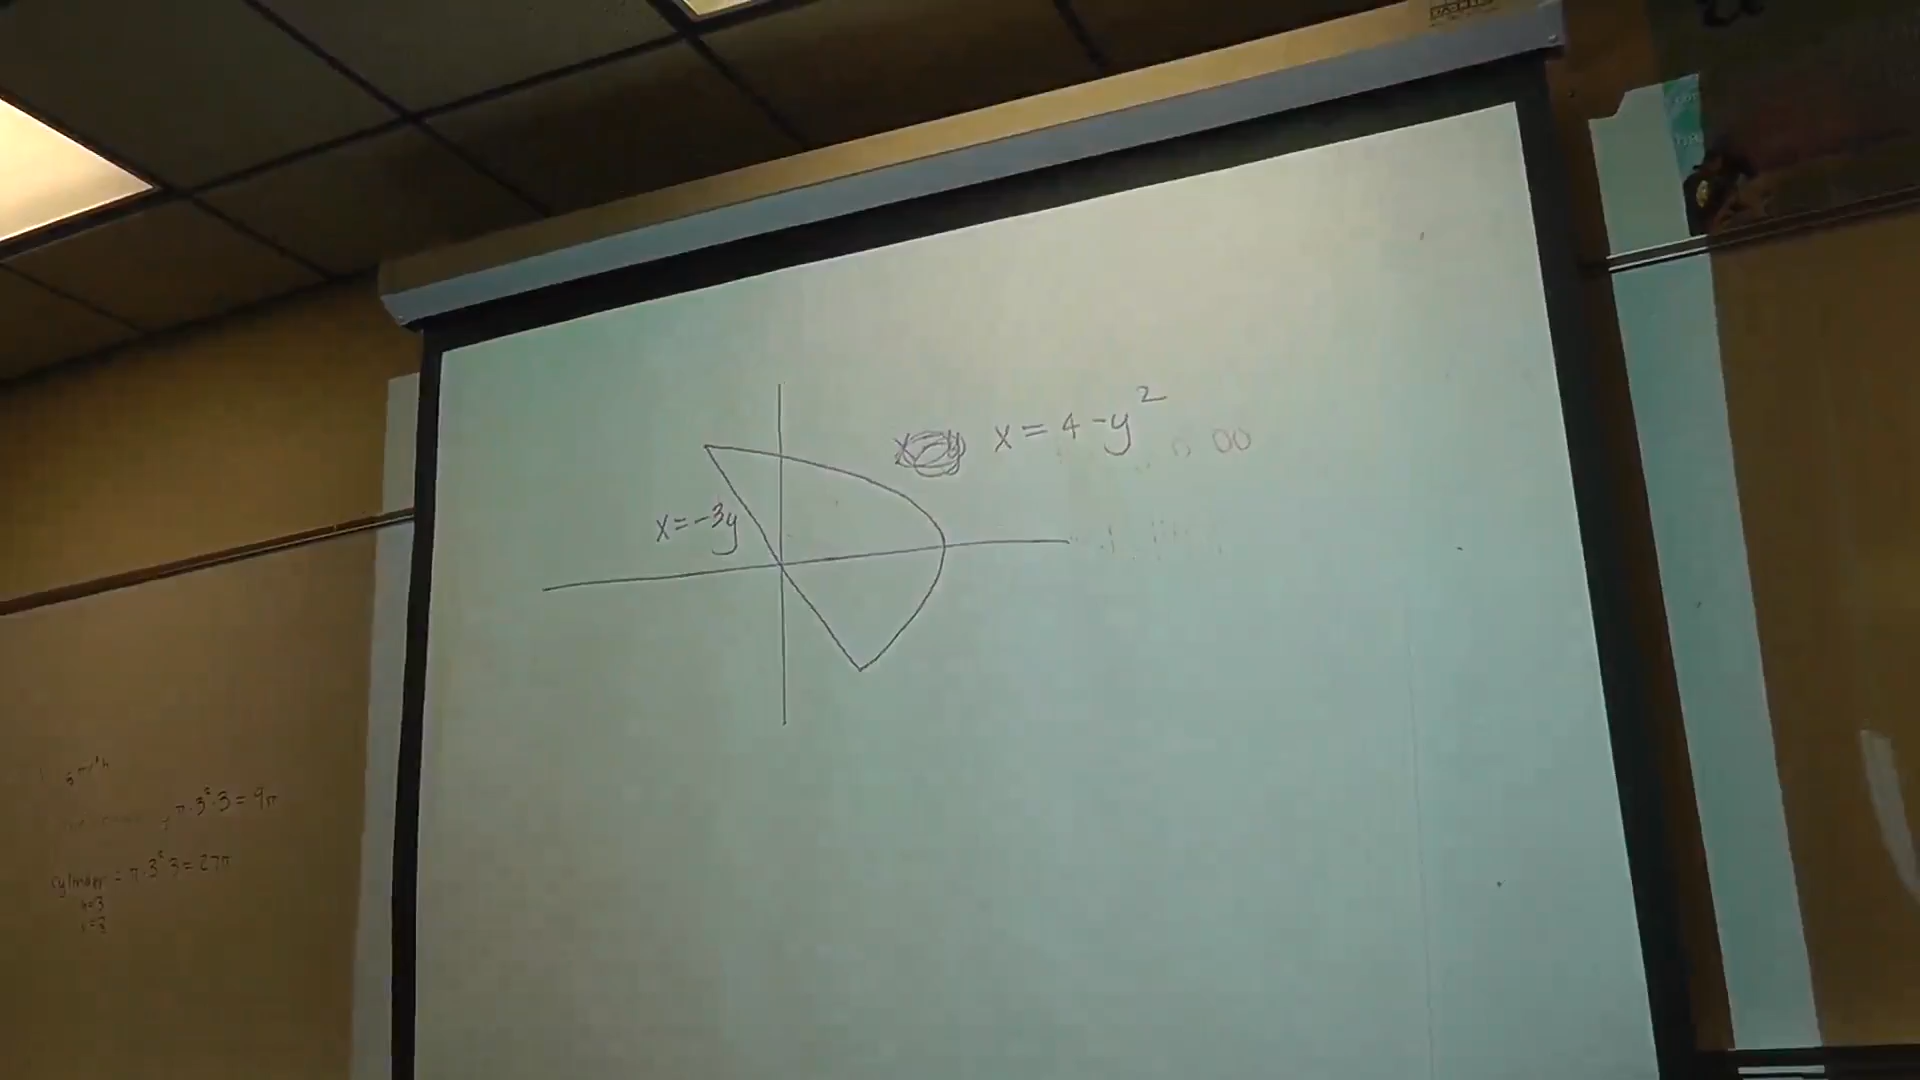 x = 4 - y²
x = -3y
π·3²·3 = 9π
cylinder = π·3²·3 = 27π
h=3
r=3